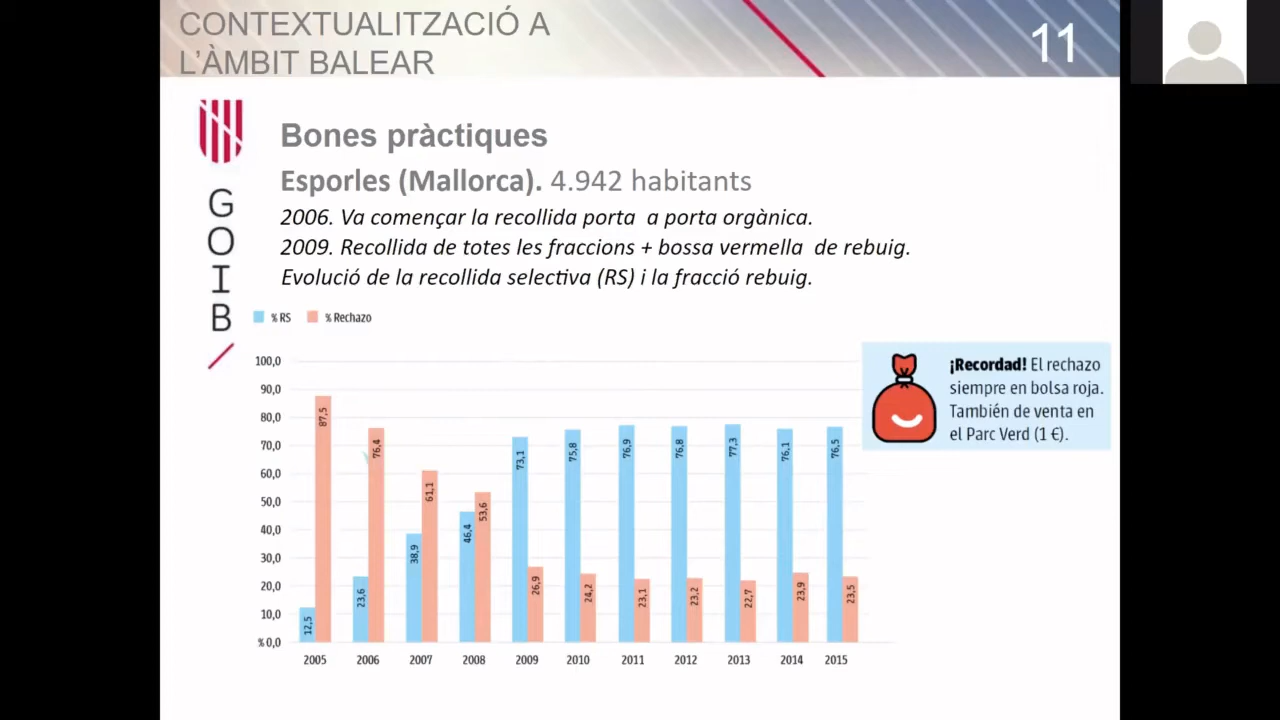 CONTEXTUALITZACIÓ A
L'ÀMBIT BALEAR
11
G
O
I
B
Bones pràctiques
Esporles (Mallorca). 4.942 habitants
2006. Va començar la recollida porta a porta orgànica.
2009. Recollida de totes les fraccions + bossa vermella de rebuig.
Evolució de la recollida selectiva (RS) i la fracció rebuig.
% RS % Rechazo
100,0
90,0
80,0
70,0
60,0
50,0
40,0
30,0
20,0
10,0
% 0,0
12,5 87,5
23,6 76,4
38,9 61,1
46,4 53,6
73,1 26,9
75,8 24,2
76,9 23,1
76,8 23,2
77,3 22,7
76,1 23,9
76,5 23,5
2005 2006 2007 2008 2009 2010 2011 2012 2013 2014 2015
¡Recordad! El rechazo
siempre en bolsa roja.
También de venta en
el Parc Verd (1 €).